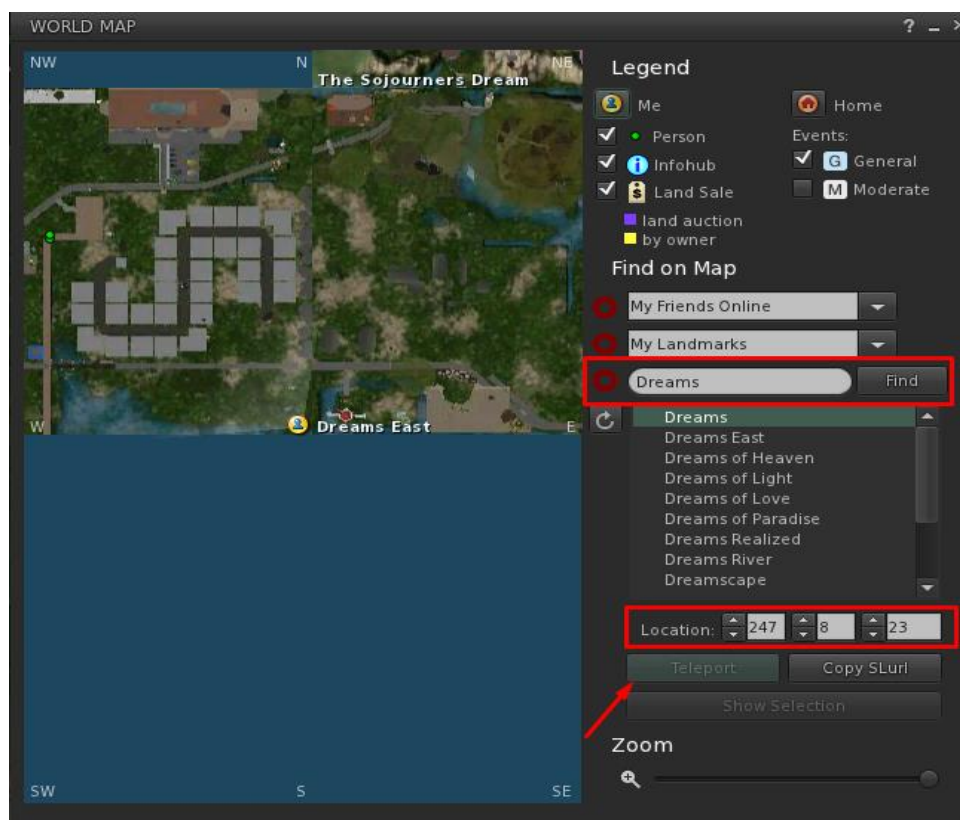 WORLD MAP
? _ ×
NW N NE
The Sojourners Dream
W E
Dreams East
SW S SE
Legend
Me Home
Person Events:
Infohub G General
Land Sale M Moderate
land auction
by owner
Find on Map
My Friends Online
My Landmarks
Dreams Find
Dreams
Dreams East
Dreams of Heaven
Dreams of Light
Dreams of Love
Dreams of Paradise
Dreams Realized
Dreams River
Dreamscape
Location: 247 8 23
Teleport Copy SLurl
Show Selection
Zoom